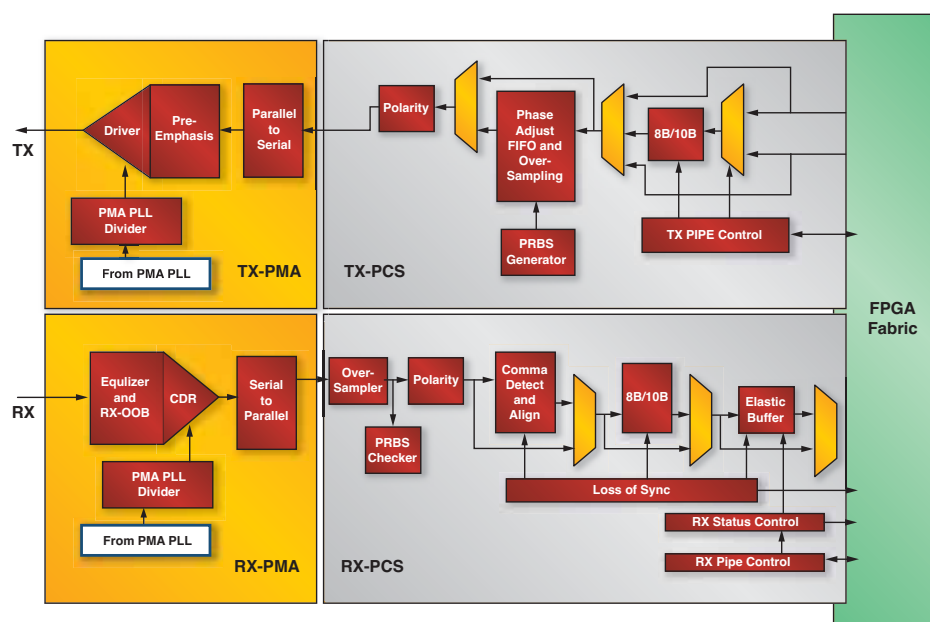 TX
Driver
Pre-
Emphasis
Parallel
to
Serial
PMA PLL
Divider
From PMA PLL
TX-PMA
Polarity
Phase
Adjust
FIFO and
Over-
Sampling
8B/10B
PRBS
Generator
TX PIPE Control
TX-PCS
FPGA
Fabric
RX
Equlizer
and
RX-OOB
CDR
Serial
to
Parallel
PMA PLL
Divider
From PMA PLL
RX-PMA
Over-
Sampler
Polarity
PRBS
Checker
Comma
Detect
and
Align
8B/10B
Elastic
Buffer
Loss of Sync
RX Status Control
RX Pipe Control
RX-PCS